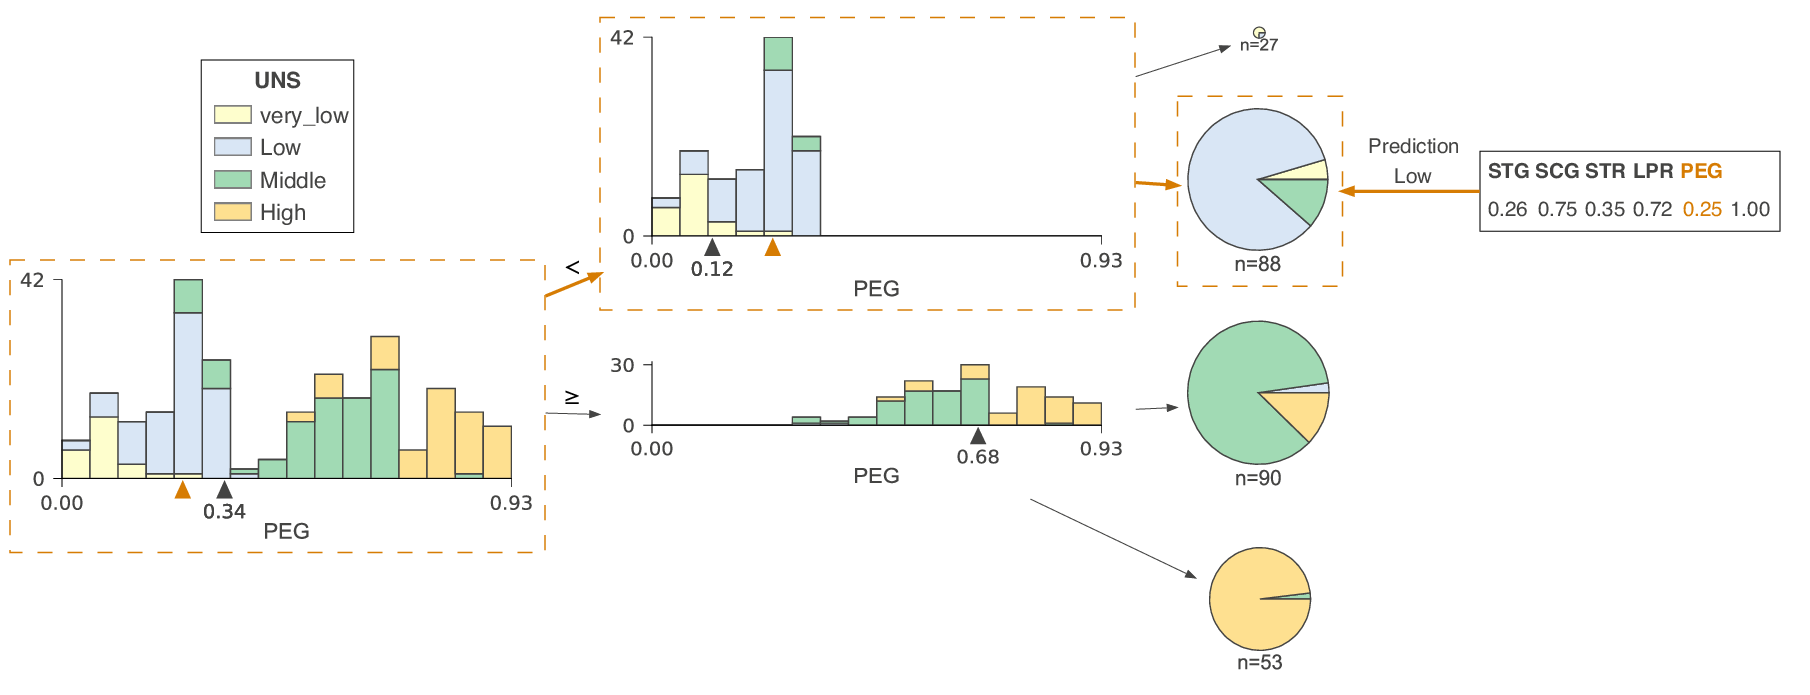 UNS
very_low
Low
Middle
High
42
0
0.00
0.34
0.93
PEG
<
≥
42
0
0.00
0.12
0.93
PEG
30
0
0.00
0.68
0.93
PEG
n=27
n=88
n=90
n=53
Prediction
Low
STG SCG STR LPR PEG
0.26 0.75 0.35 0.72 0.25 1.00